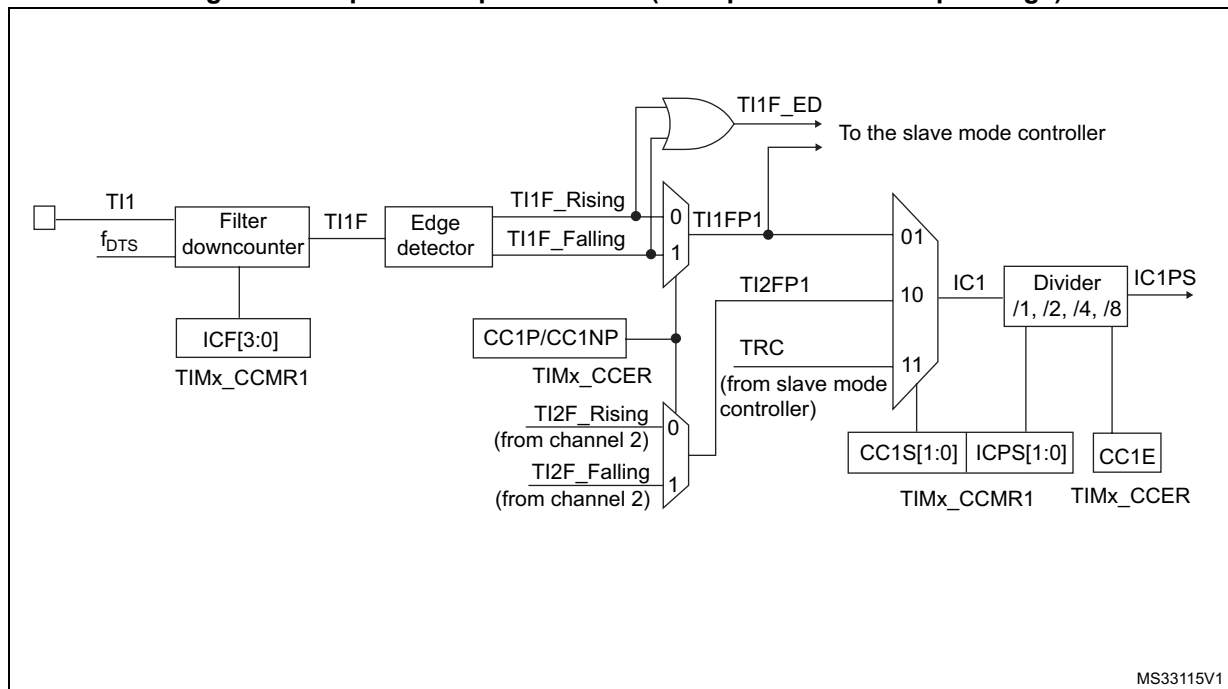 TI1F_ED
To the slave mode controller
TI1
f_DTS
Filter
downcounter
TI1F
Edge
detector
TI1F_Rising
TI1F_Falling
0
1
TI1FP1
01
TI2FP1
10
IC1
Divider
/1, /2, /4, /8
IC1PS
ICF[3:0]
TIMx_CCMR1
CC1P/CC1NP
TIMx_CCER
TRC
11
(from slave mode
controller)
TI2F_Rising
0
(from channel 2)
TI2F_Falling
1
(from channel 2)
CC1S[1:0]
ICPS[1:0]
CC1E
TIMx_CCMR1
TIMx_CCER
MS33115V1